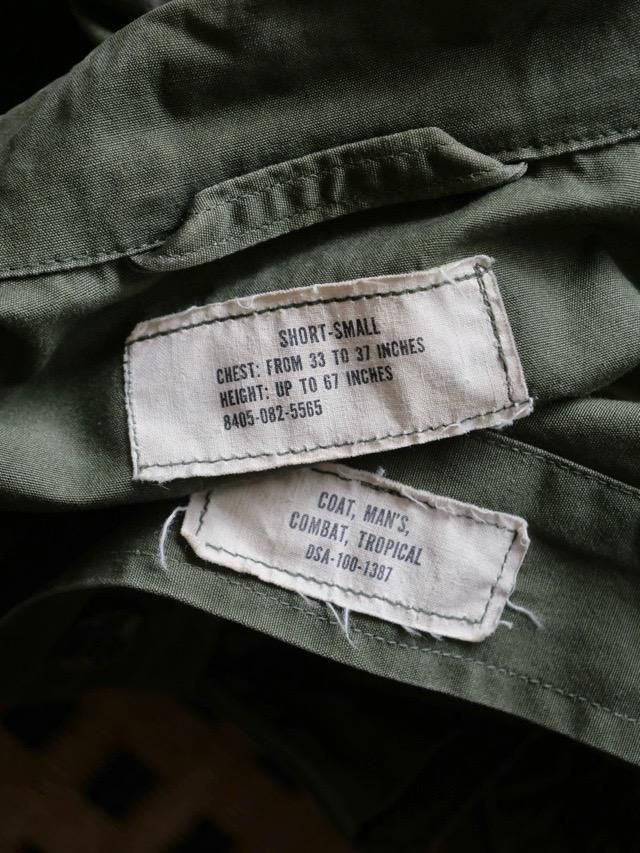 SHORT-SMALL
CHEST: FROM 33 TO 37 INCHES
HEIGHT: UP TO 67 INCHES
8405-082-5565
COAT, MAN'S,
COMBAT, TROPICAL
DSA-100-1387